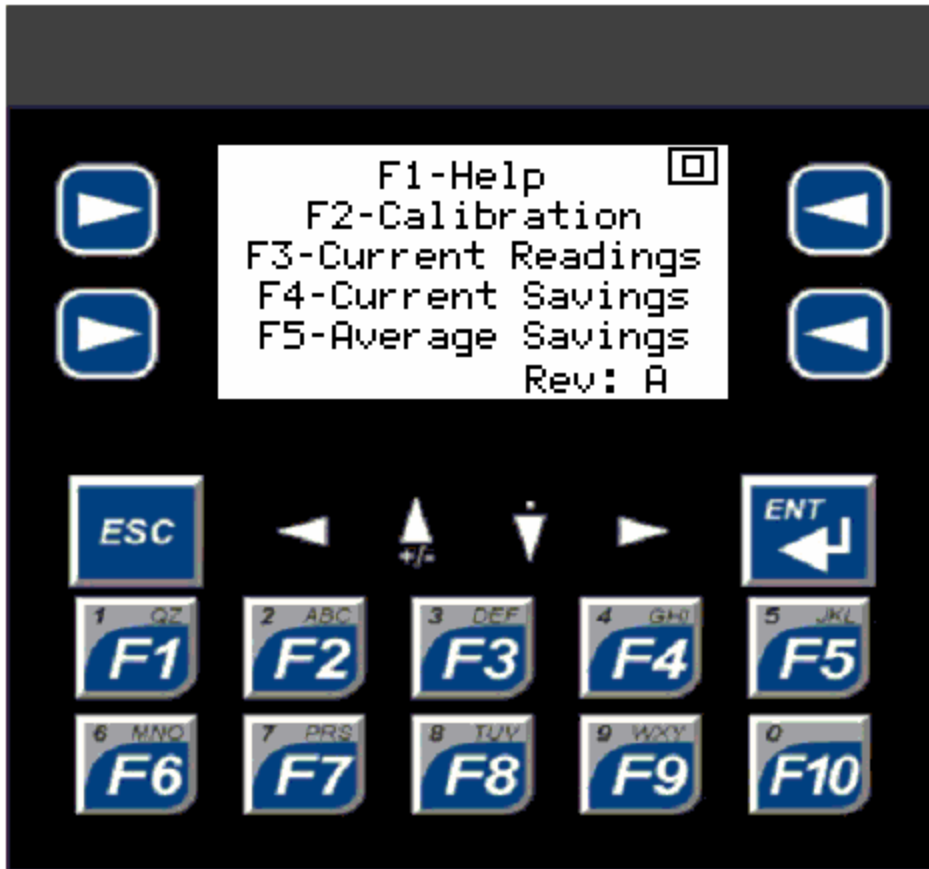 F1-Help
F2-Calibration
F3-Current Readings
F4-Current Savings
F5-Average Savings
Rev: A
ESC
+/-
ENT
1 QZ
F1
2 ABC
F2
3 DEF
F3
4 GHI
F4
5 JKL
F5
6 MNO
F6
7 PRS
F7
8 TUV
F8
9 WXY
F9
0
F10